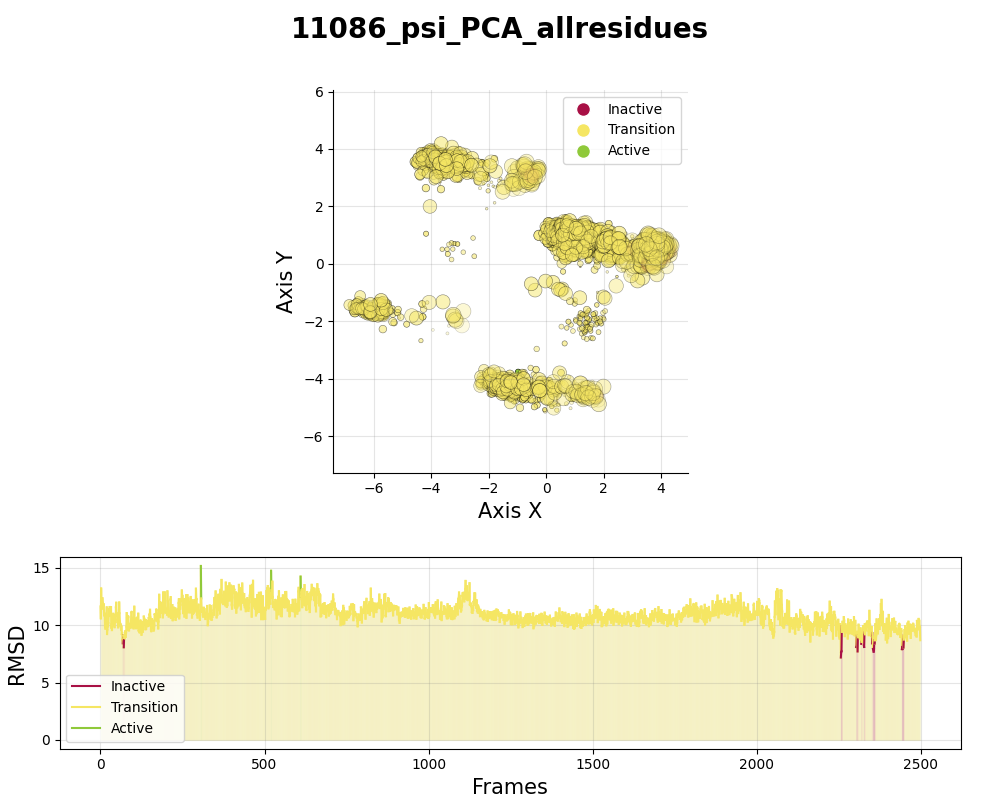 11086_psi_PCA_allresidues
6
4
2
0
−2
−4
−6
Axis Y
Inactive
Transition
Active
−6
−4
−2
0
2
4
Axis X
15
10
5
0
RMSD
Inactive
Transition
Active
0
500
1000
1500
2000
2500
Frames